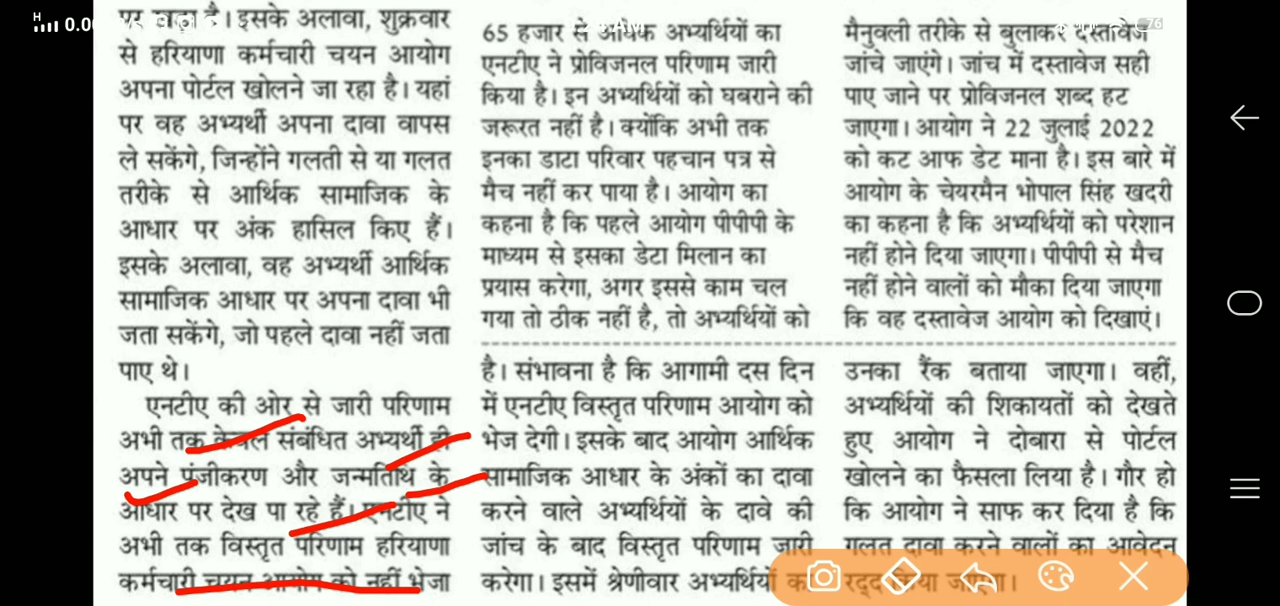 पर जाता है। इसके अलावा, शुक्रवार
से हरियाणा कर्मचारी चयन आयोग
अपना पोर्टल खोलने जा रहा है। यहां
पर वह अभ्यर्थी अपना दावा वापस
ले सकेंगे, जिन्होंने गलती से या गलत
तरीके से आर्थिक सामाजिक के
आधार पर अंक हासिल किए हैं।
इसके अलावा, वह अभ्यर्थी आर्थिक
सामाजिक आधार पर अपना दावा भी
जता सकेंगे, जो पहले दावा नहीं जता
पाए थे।
एनटीए की ओर से जारी परिणाम
अभी तक केवल संबंधित अभ्यर्थी ही
अपने पंजीकरण और जन्मतिथि के
आधार पर देख पा रहे हैं। एनटीए ने
अभी तक विस्तृत परिणाम हरियाणा
कर्मचारी चयन आयोग को नहीं भेजा
65 हजार से अधिक अभ्यर्थियों का
एनटीए ने प्रोविजनल परिणाम जारी
किया है। इन अभ्यर्थियों को घबराने की
जरूरत नहीं है। क्योंकि अभी तक
इनका डाटा परिवार पहचान पत्र से
मैच नहीं कर पाया है। आयोग का
कहना है कि पहले आयोग पीपीपी के
माध्यम से इसका डेटा मिलान का
प्रयास करेगा, अगर इससे काम चल
गया तो ठीक नहीं है, तो अभ्यर्थियों को
मैनुवली तरीके से बुलाकर दस्तावेज
जांचे जाएंगे। जांच में दस्तावेज सही
पाए जाने पर प्रोविजनल शब्द हट
जाएगा। आयोग ने 22 जुलाई 2022
को कट आफ डेट माना है। इस बारे में
आयोग के चेयरमैन भोपाल सिंह खदरी
का कहना है कि अभ्यर्थियों को परेशान
नहीं होने दिया जाएगा। पीपीपी से मैच
नहीं होने वालों को मौका दिया जाएगा
कि वह दस्तावेज आयोग को दिखाएं।
है। संभावना है कि आगामी दस दिन
में एनटीए विस्तृत परिणाम आयोग को
भेज देगी। इसके बाद आयोग आर्थिक
सामाजिक आधार के अंकों का दावा
करने वाले अभ्यर्थियों के दावे की
जांच के बाद विस्तृत परिणाम जारी
करेगा। इसमें श्रेणीवार अभ्यर्थियों का
उनका रैंक बताया जाएगा। वहीं,
अभ्यर्थियों की शिकायतों को देखते
हुए आयोग ने दोबारा से पोर्टल
खोलने का फैसला लिया है। गौर हो
कि आयोग ने साफ कर दिया है कि
गलत दावा करने वालों का आवेदन
रद्द किया जाएगा।